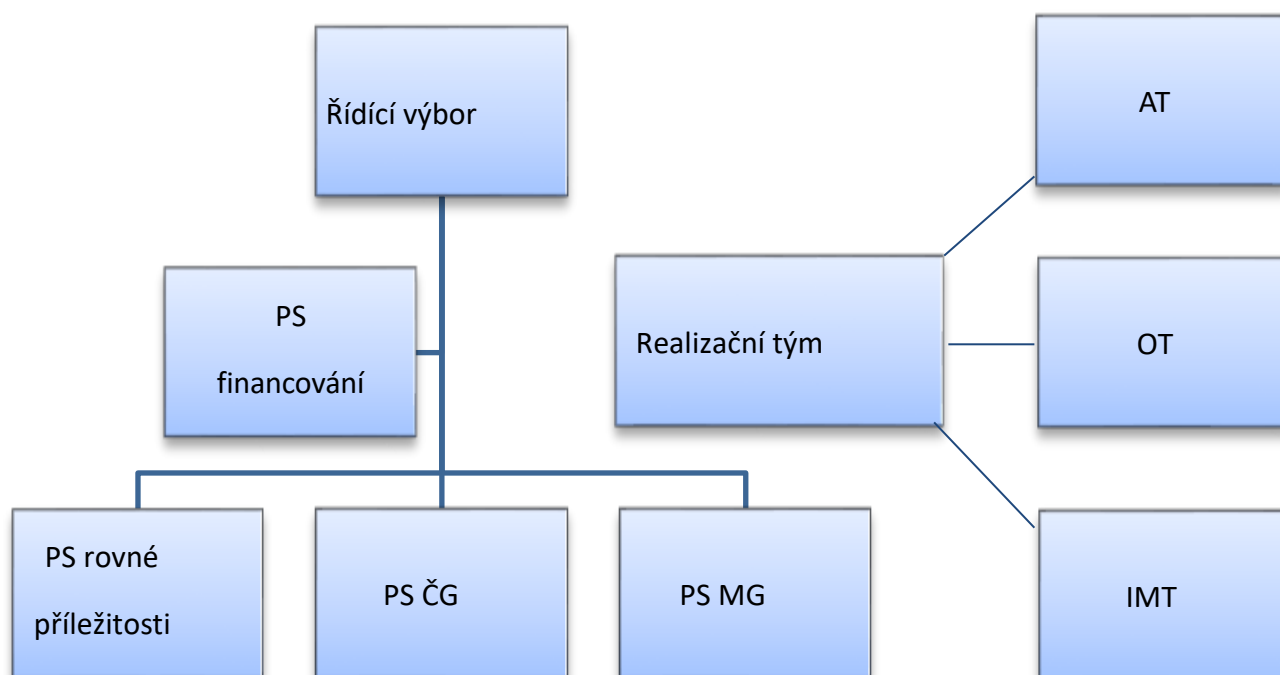 Řídící výbor
AT
PS
financování
Realizační tým
OT
PS rovné
příležitosti
PS ČG
PS MG
IMT